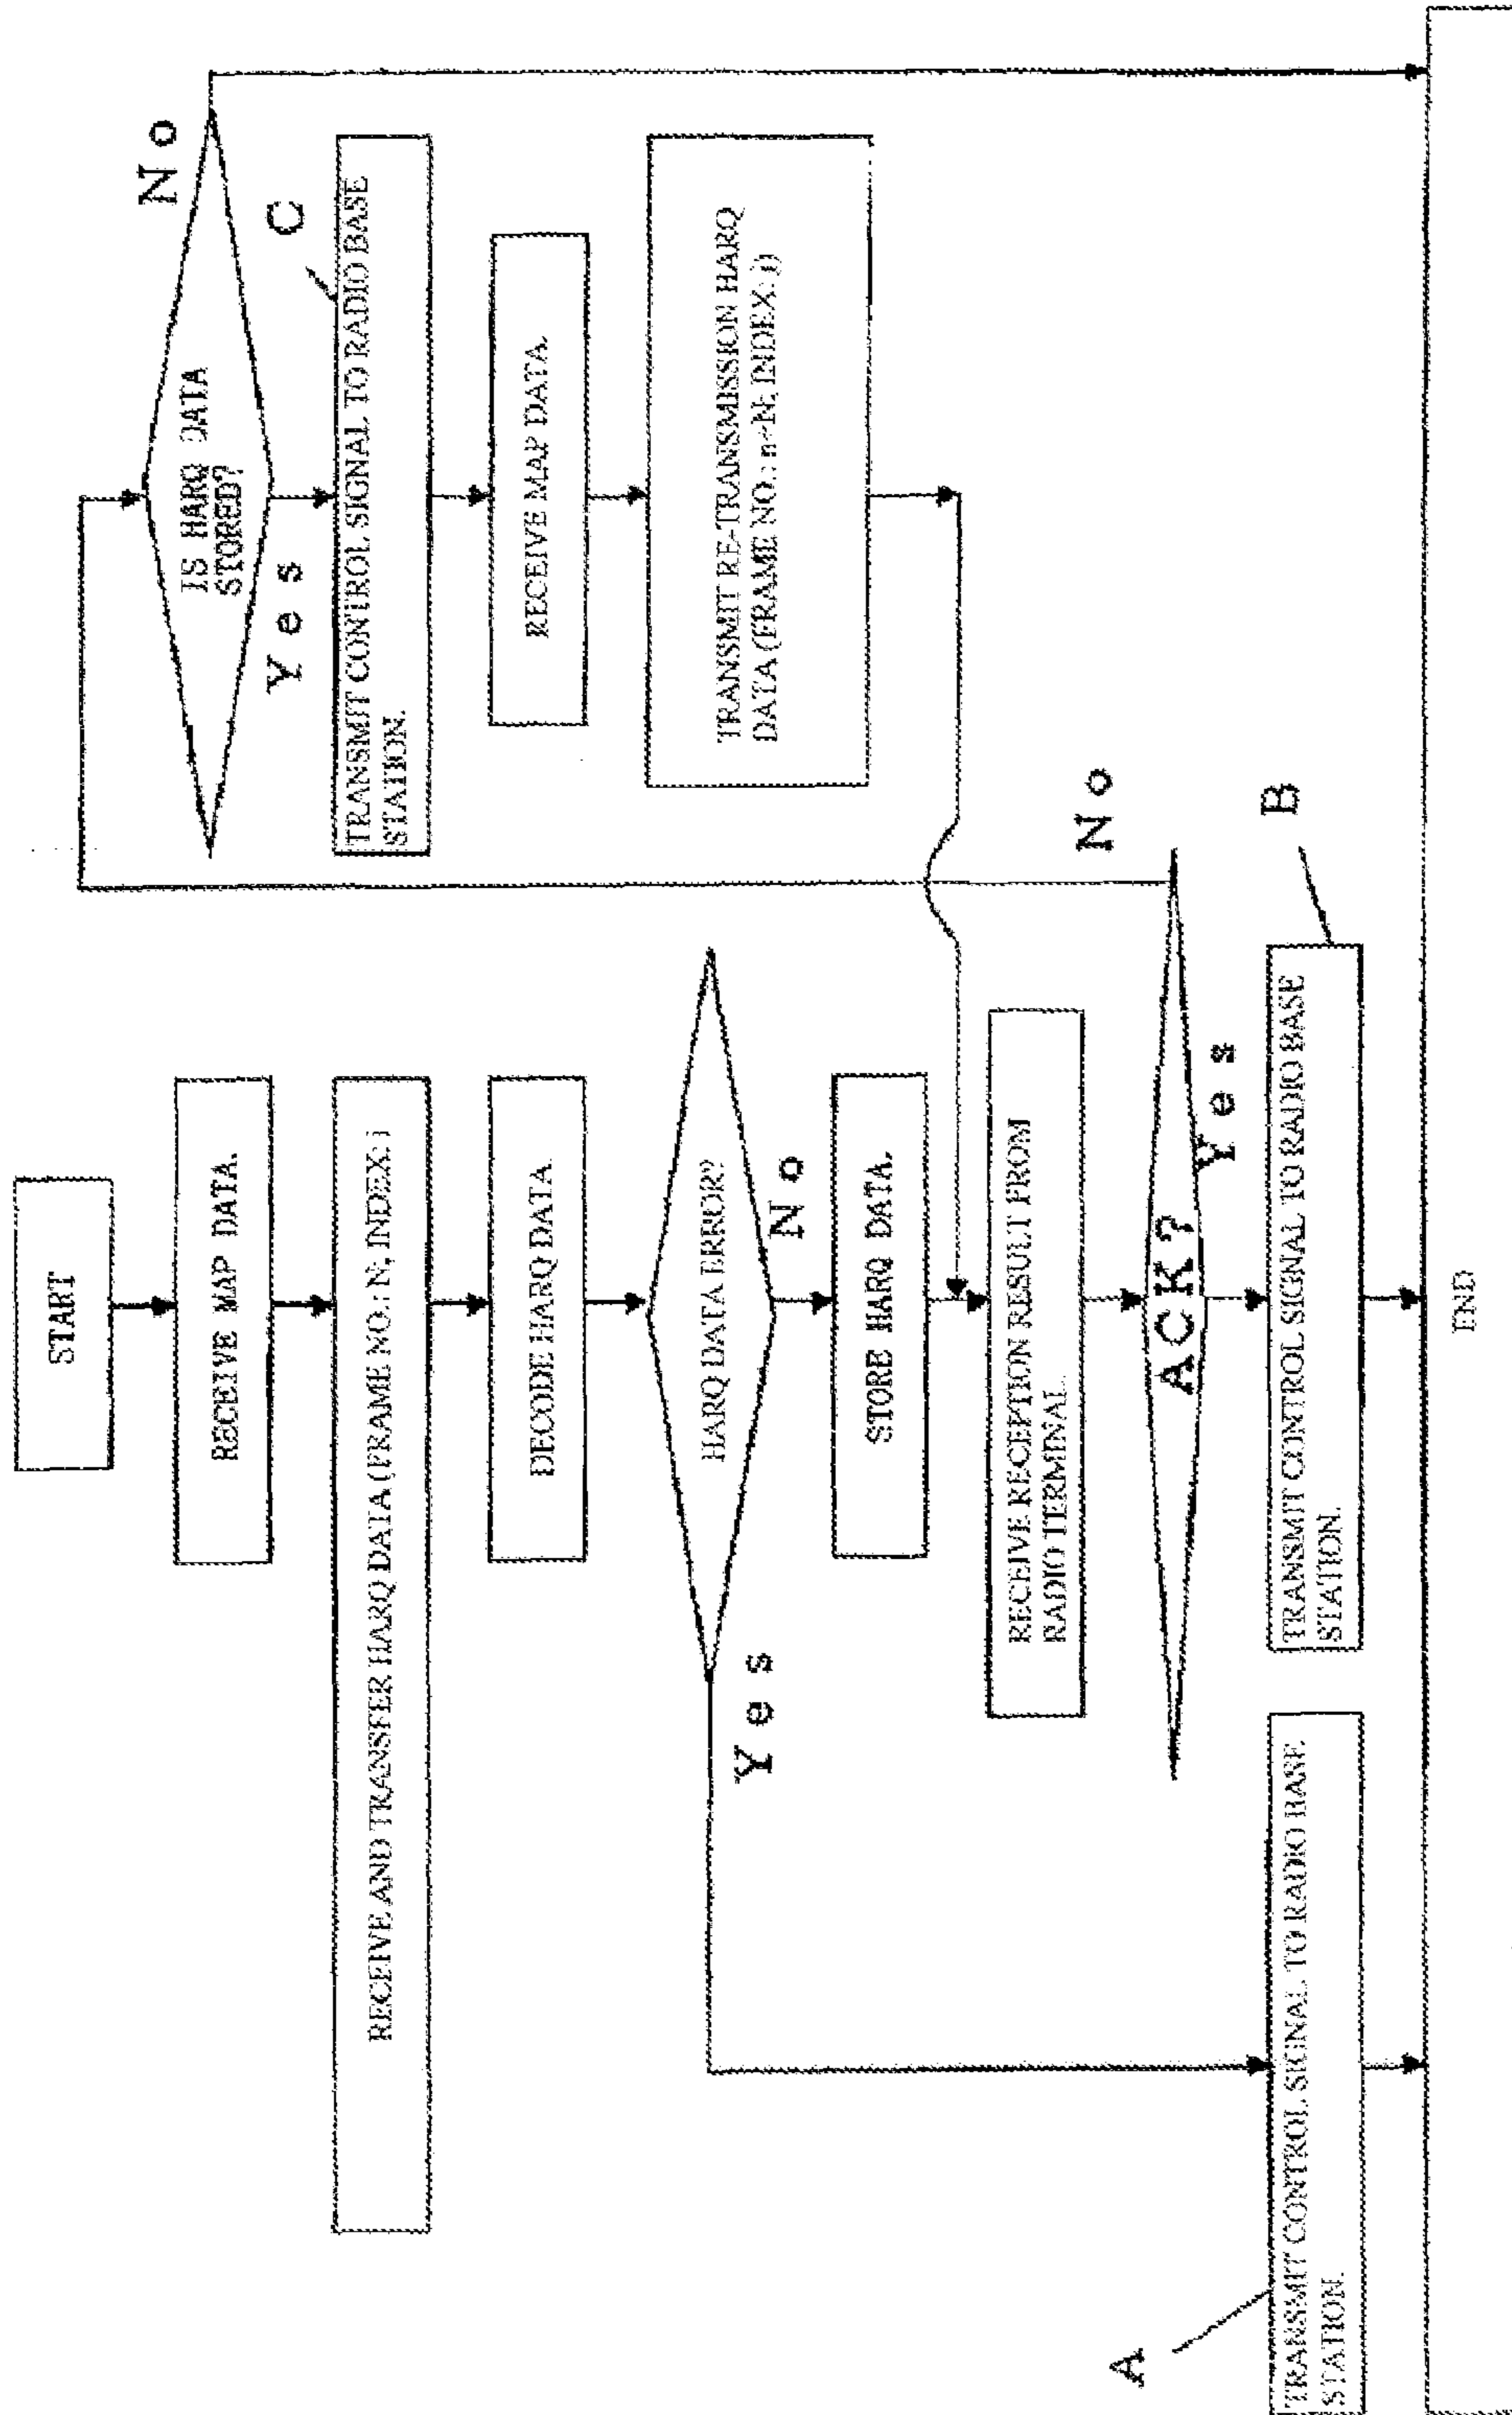 START
RECEIVE MAP DATA.
RECEIVE AND TRANSFER HARQ DATA (FRAME NO.: N, INDEX: i
DECODE HARQ DATA.
HARQ DATA ERROR?
Yes
No
STORE HARQ DATA.
RECEIVE RECEPTION RESULT FROM
RADIO TERMINAL.
ACK?
Yes
No
A
TRANSMIT CONTROL SIGNAL TO RADIO BASE
STATION.
B
TRANSMIT CONTROL SIGNAL TO RADIO BASE
STATION.
IS HARQ DATA
STORED?
No
Yes
C
TRANSMIT CONTROL SIGNAL TO RADIO BASE
STATION.
RECEIVE MAP DATA.
TRANSMIT RE-TRANSMISSION HARQ
DATA (FRAME NO.: n~N; INDEX: j)
END